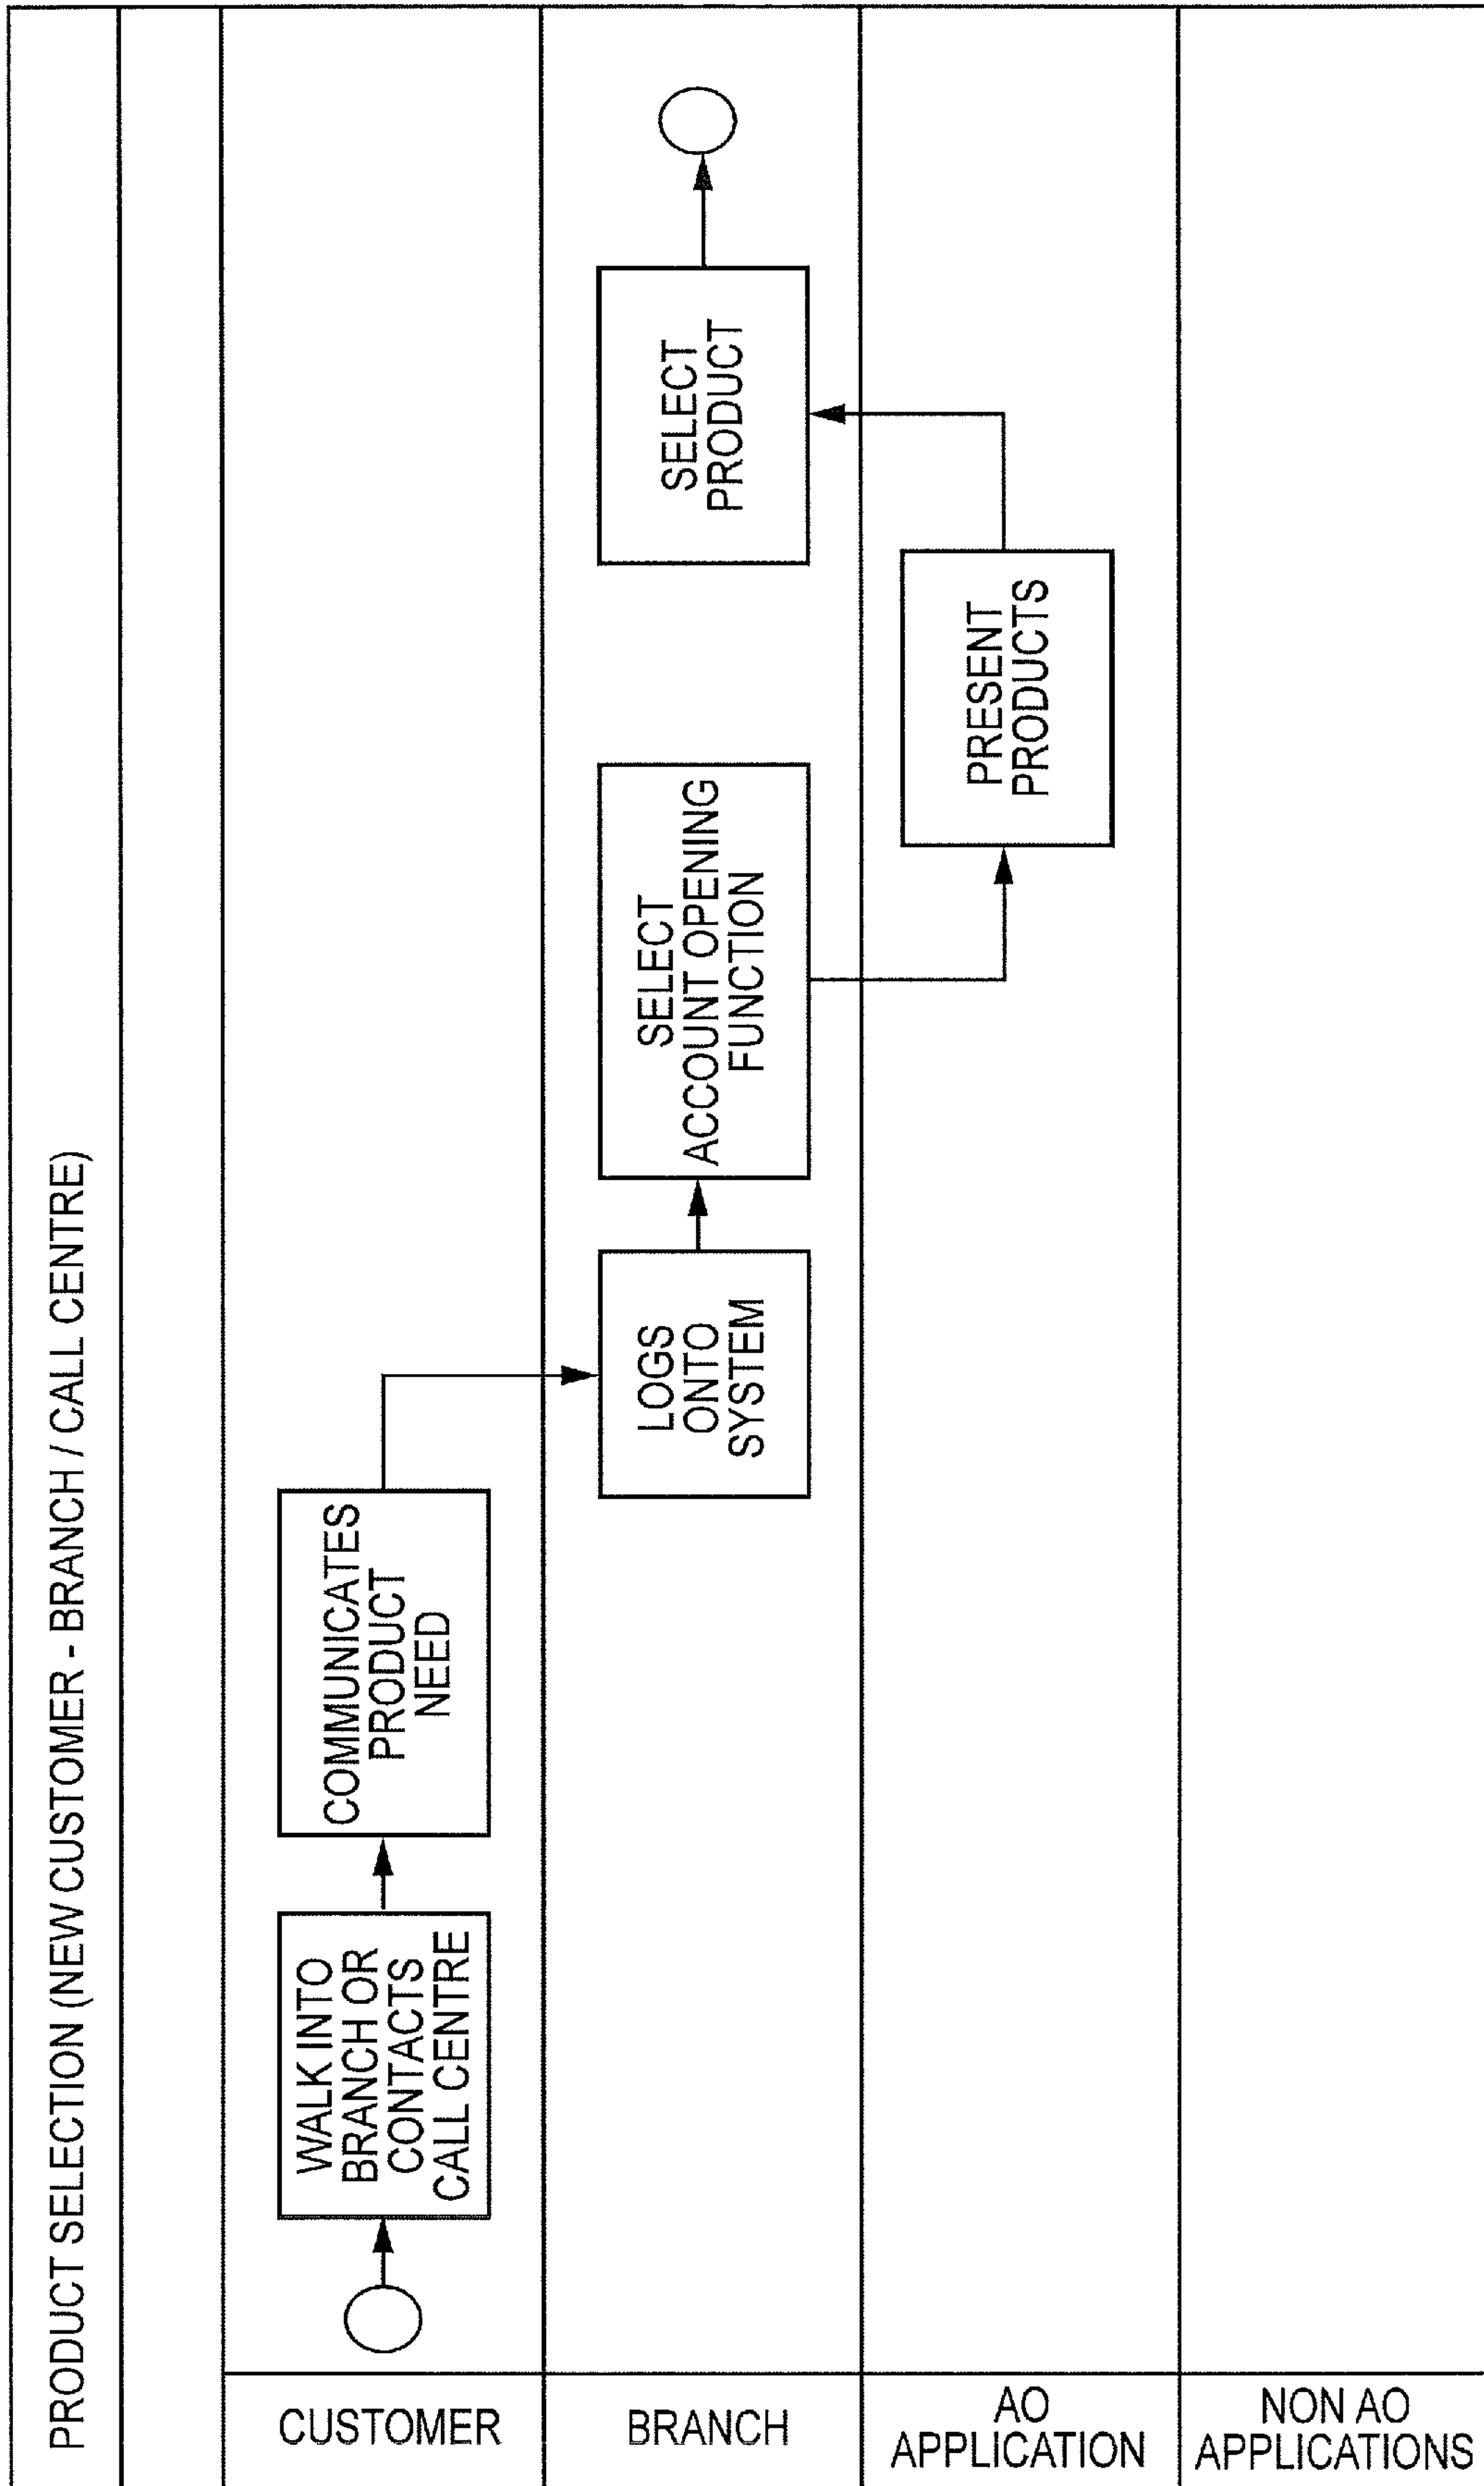 PRODUCT SELECTION (NEW CUSTOMER - BRANCH / CALL CENTRE)
CUSTOMER
WALK INTO
BRANCH OR
CONTACTS
CALL CENTRE
COMMUNICATES
PRODUCT
NEED
BRANCH
LOGS
ONTO
SYSTEM
SELECT
ACCOUNT OPENING
FUNCTION
SELECT
PRODUCT
AO
APPLICATION
PRESENT
PRODUCTS
NON AO
APPLICATIONS